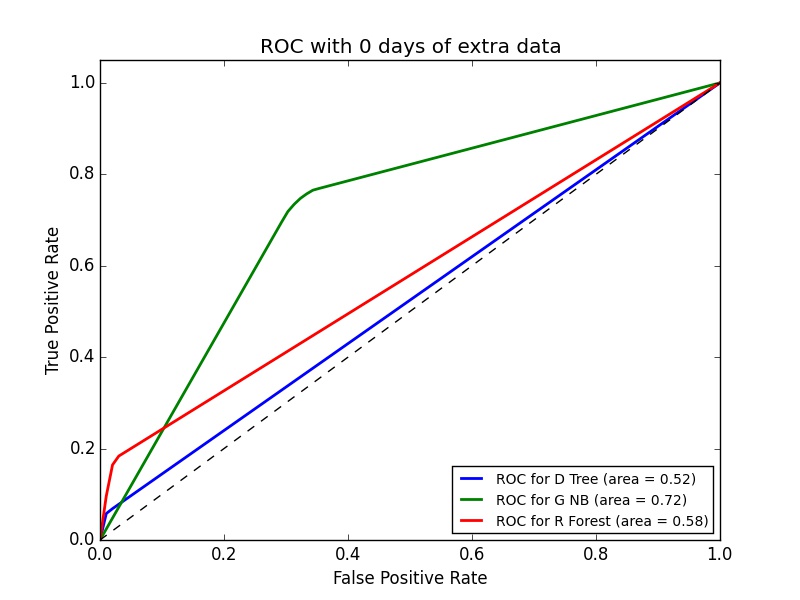 ROC with 0 days of extra data
True Positive Rate
1.0
0.8
0.6
0.4
0.2
0.0
0.0 0.2 0.4 0.6 0.8 1.0
False Positive Rate
ROC for D Tree (area = 0.52)
ROC for G NB (area = 0.72)
ROC for R Forest (area = 0.58)